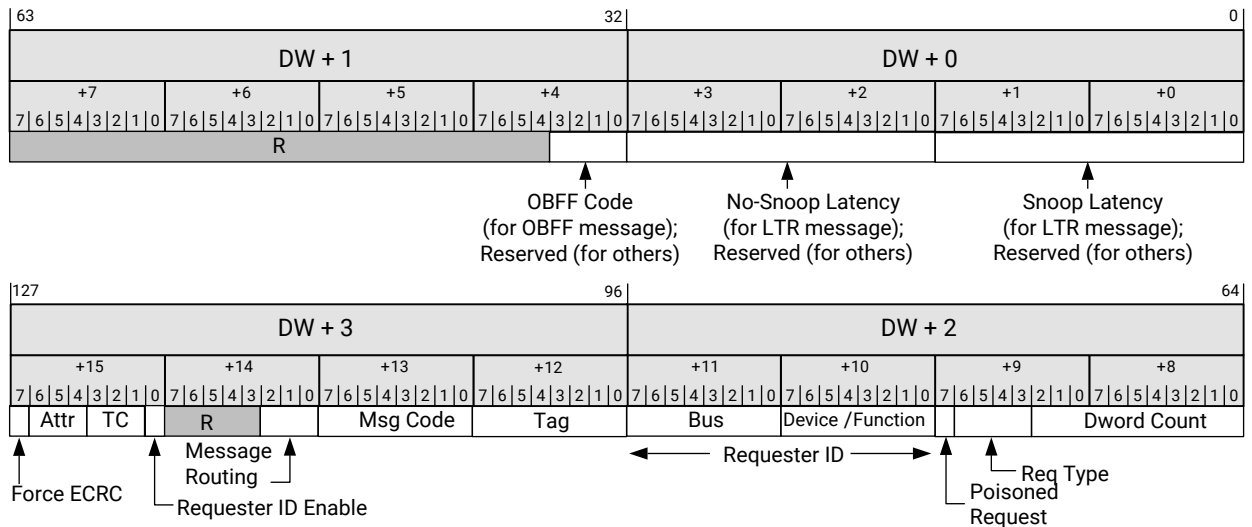 63 32 0
DW + 1 DW + 0
+7 +6 +5 +4 +3 +2 +1 +0
7 6 5 4 3 2 1 0 7 6 5 4 3 2 1 0 7 6 5 4 3 2 1 0 7 6 5 4 3 2 1 0 7 6 5 4 3 2 1 0 7 6 5 4 3 2 1 0 7 6 5 4 3 2 1 0 7 6 5 4 3 2 1 0
R
OBFF Code
(for OBFF message);
Reserved (for others)
No-Snoop Latency
(for LTR message);
Reserved (for others)
Snoop Latency
(for LTR message);
Reserved (for others)
127 96 64
DW + 3 DW + 2
+15 +14 +13 +12 +11 +10 +9 +8
7 6 5 4 3 2 1 0 7 6 5 4 3 2 1 0 7 6 5 4 3 2 1 0 7 6 5 4 3 2 1 0 7 6 5 4 3 2 1 0 7 6 5 4 3 2 1 0 7 6 5 4 3 2 1 0 7 6 5 4 3 2 1 0
Attr TC R Msg Code Tag Bus Device /Function Dword Count
Message
Routing
Requester ID
Req Type
Force ECRC
Requester ID Enable
Poisoned
Request